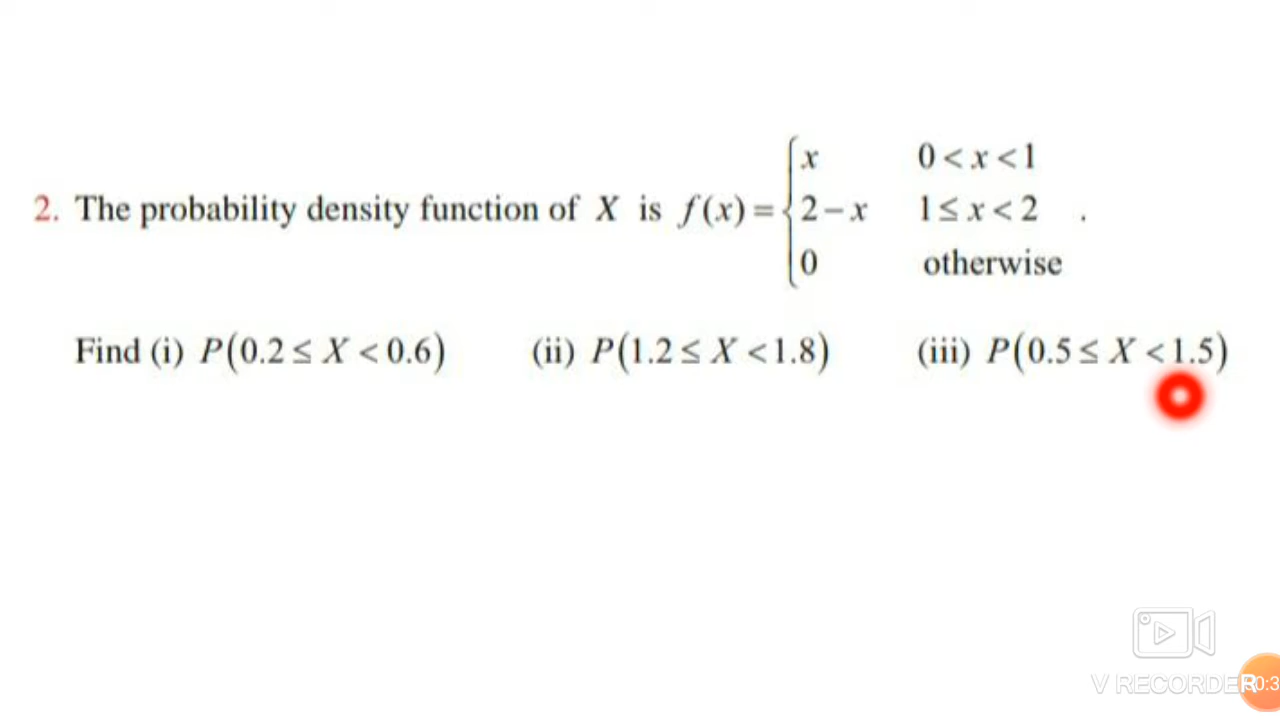 2. The probability density function of X is f(x) = { x 0 < x < 1
2 − x 1 ≤ x < 2 .
0 otherwise
Find (i) P(0.2 ≤ X < 0.6) (ii) P(1.2 ≤ X < 1.8) (iii) P(0.5 ≤ X < 1.5)
V RECORDER